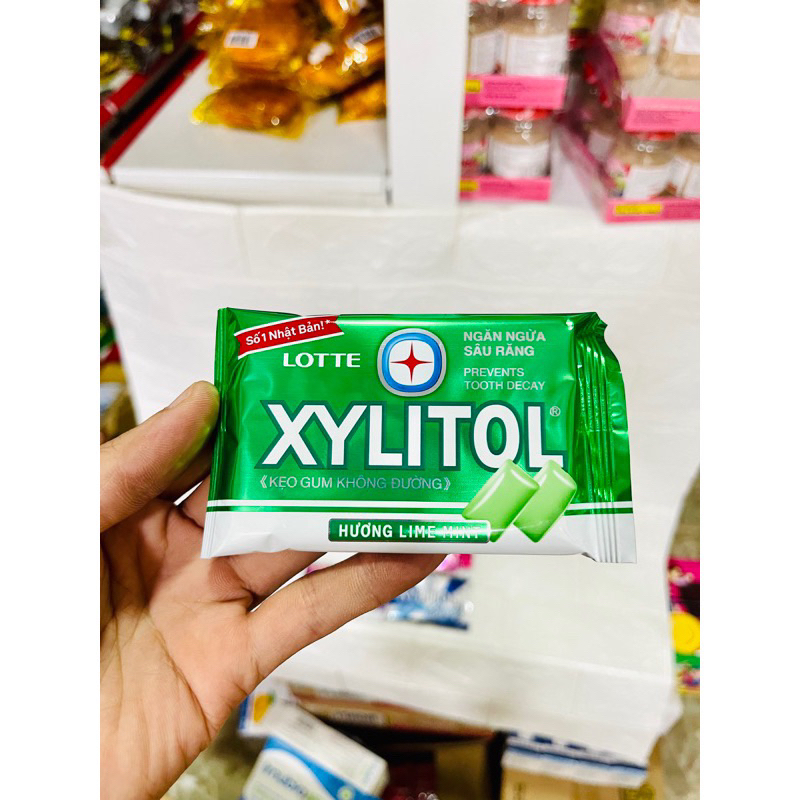 Số 1 Nhật Bản!*
LOTTE
NGĂN NGỪA
SÂU RĂNG
PREVENTS
TOOTH DECAY
XYLITOL®
《KẸO GUM KHÔNG ĐƯỜNG》
HƯƠNG LIME MINT